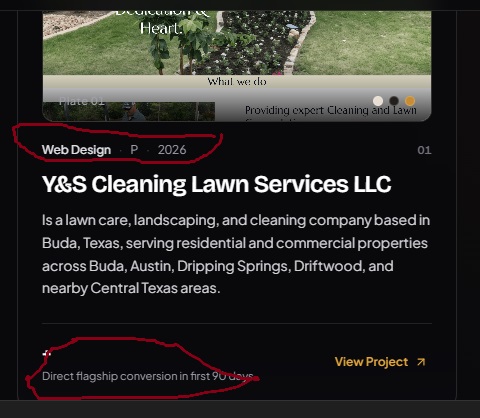 Dedication &
Heart.
What we do
Plate 01
Providing expert Cleaning and Lawn
Web Design · P · 2026
01
Y&S Cleaning Lawn Services LLC
Is a lawn care, landscaping, and cleaning company based in
Buda, Texas, serving residential and commercial properties
across Buda, Austin, Dripping Springs, Driftwood, and
nearby Central Texas areas.
View Project ↗
Direct flagship conversion in first 90 days